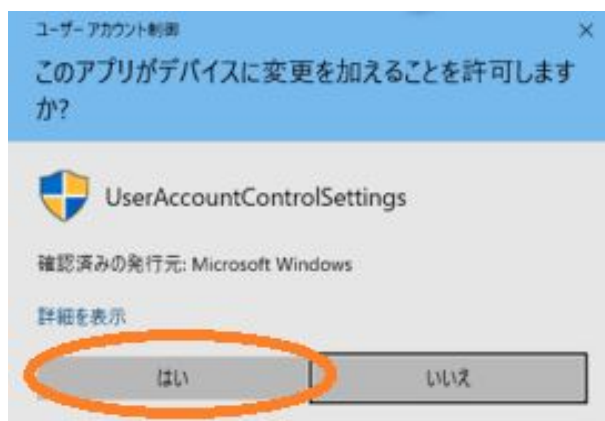 ユーザー アカウント制御
このアプリがデバイスに変更を加えることを許可します
か?
UserAccountControlSettings
確認済みの発行元: Microsoft Windows
詳細を表示
はい
いいえ